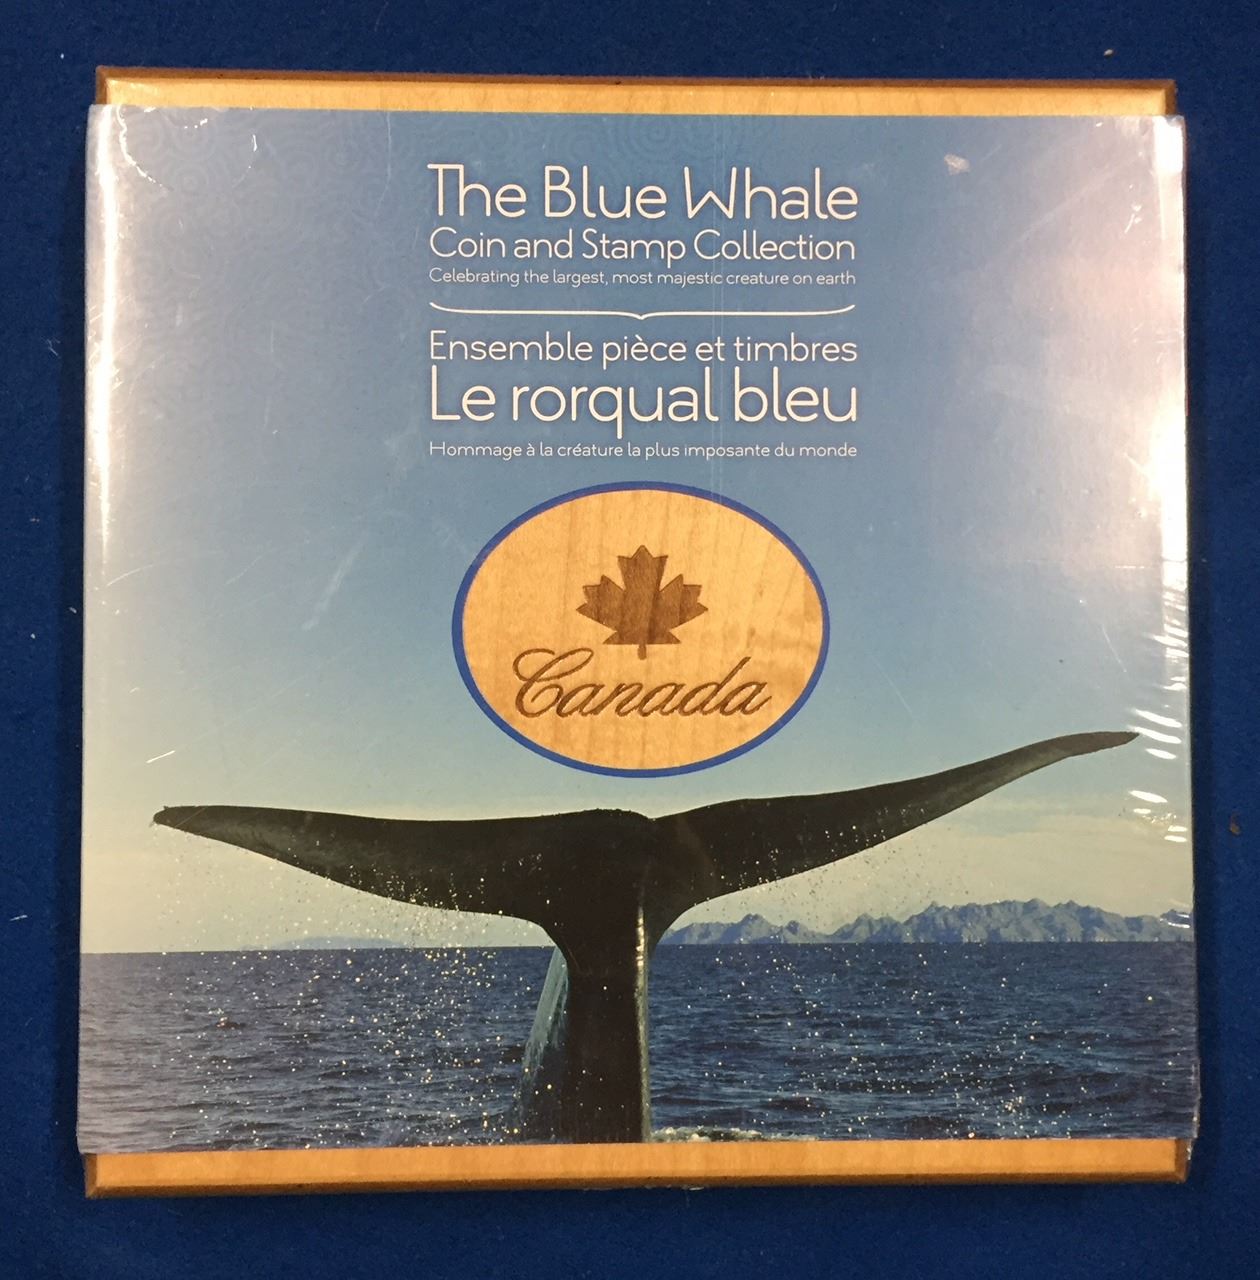 The Blue Whale
Coin and Stamp Collection
Celebrating the largest, most majestic creature on earth
Ensemble pièce et timbres
Le rorqual bleu
Hommage à la créature la plus imposante du monde
Canada